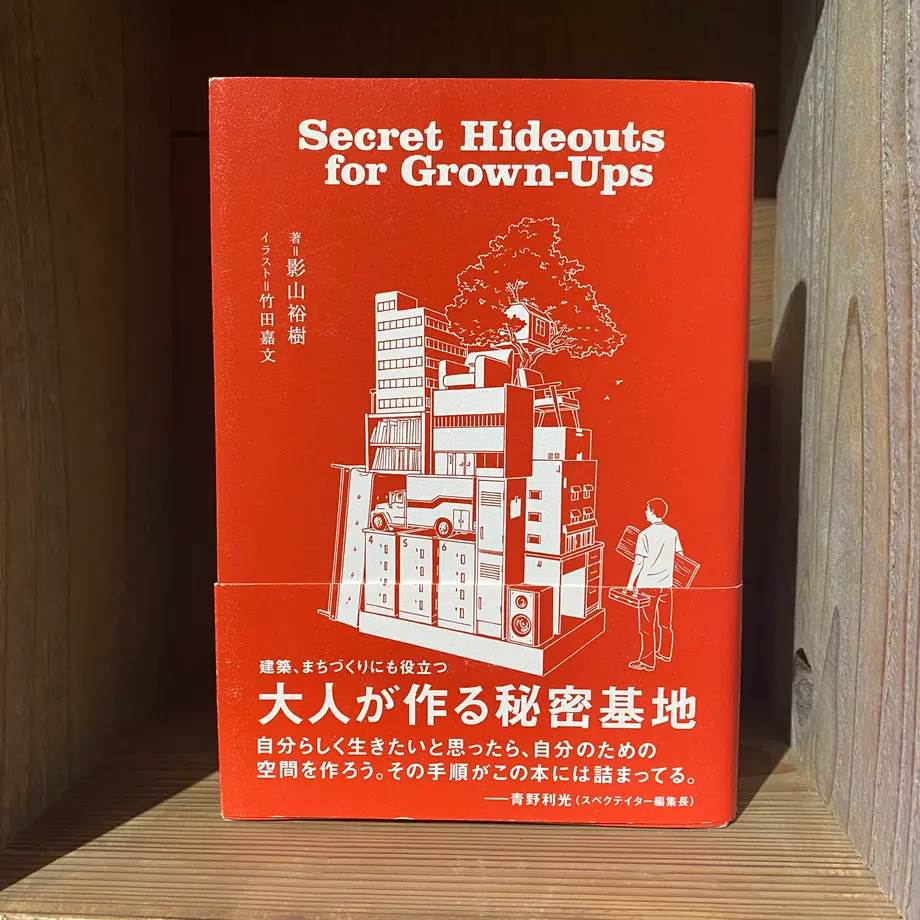 Secret Hideouts
for Grown-Ups
著=影山裕樹
イラスト=竹田嘉文
4 5 6
建築、まちづくりにも役立つ
大人が作る秘密基地
自分らしく生きたいと思ったら、自分のための
空間を作ろう。その手順がこの本には詰まってる。
──青野利光（スペクテイター編集長）